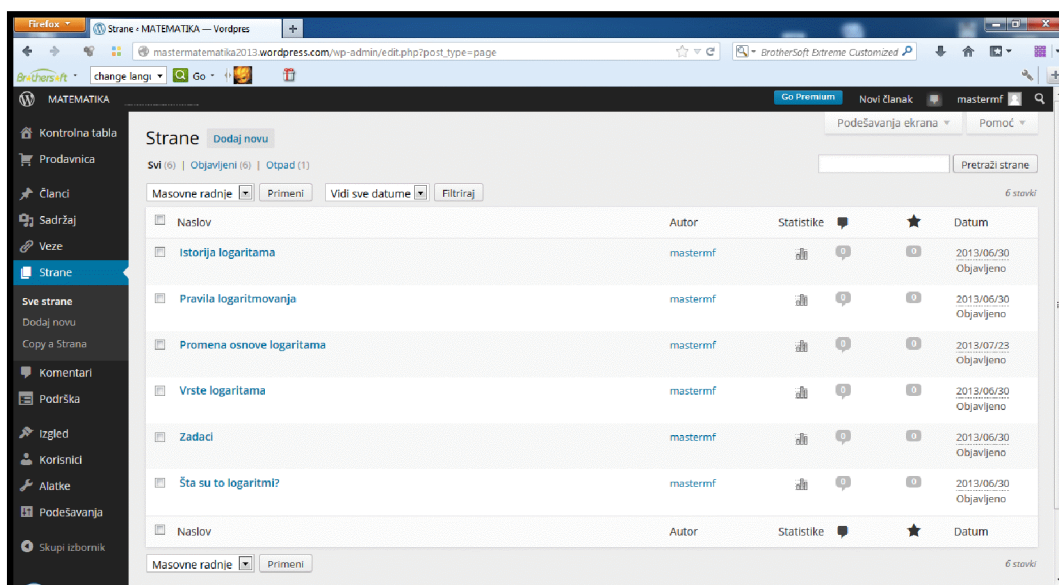 Firefox
Strane ‹ MATEMATIKA — Vordpres
mastermatematika2013.wordpress.com/wp-admin/edit.php?post_type=page
BrotherSoft Extreme Customized
Brothersoft
change langu
Go
MATEMATIKA
Go Premium
Novi članak
mastermf
Kontrolna tabla
Prodavnica
Članci
Sadržaj
Veze
Strane
Sve strane
Dodaj novu
Copy a Strana
Komentari
Podrška
Izgled
Korisnici
Alatke
Podešavanja
Skupi izbornik
Podešavanja ekrana
Pomoć
Strane Dodaj novu
Svi (6) | Objavljeni (6) | Otpad (1)
Pretraži strane
Masovne radnje Primeni Vidi sve datume Filtriraj 6 stavki
Naslov Autor Statistike Datum
Istorija logaritama mastermf 0 0 2013/06/30
Objavljeno
Pravila logaritmovanja mastermf 0 0 2013/06/30
Objavljeno
Promena osnove logaritama mastermf 0 0 2013/07/23
Objavljeno
Vrste logaritama mastermf 0 0 2013/06/30
Objavljeno
Zadaci mastermf 0 0 2013/06/30
Objavljeno
Šta su to logaritmi? mastermf 0 0 2013/06/30
Objavljeno
Naslov Autor Statistike Datum
Masovne radnje Primeni 6 stavki